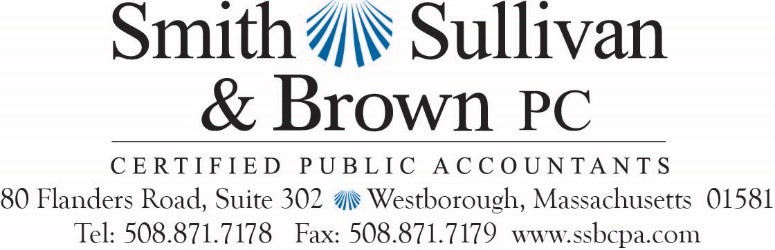 Smith Sullivan
& Brown PC
CERTIFIED PUBLIC ACCOUNTANTS
80 Flanders Road, Suite 302 Westborough, Massachusetts 01581
Tel: 508.871.7178 Fax: 508.871.7179 www.ssbcpa.com